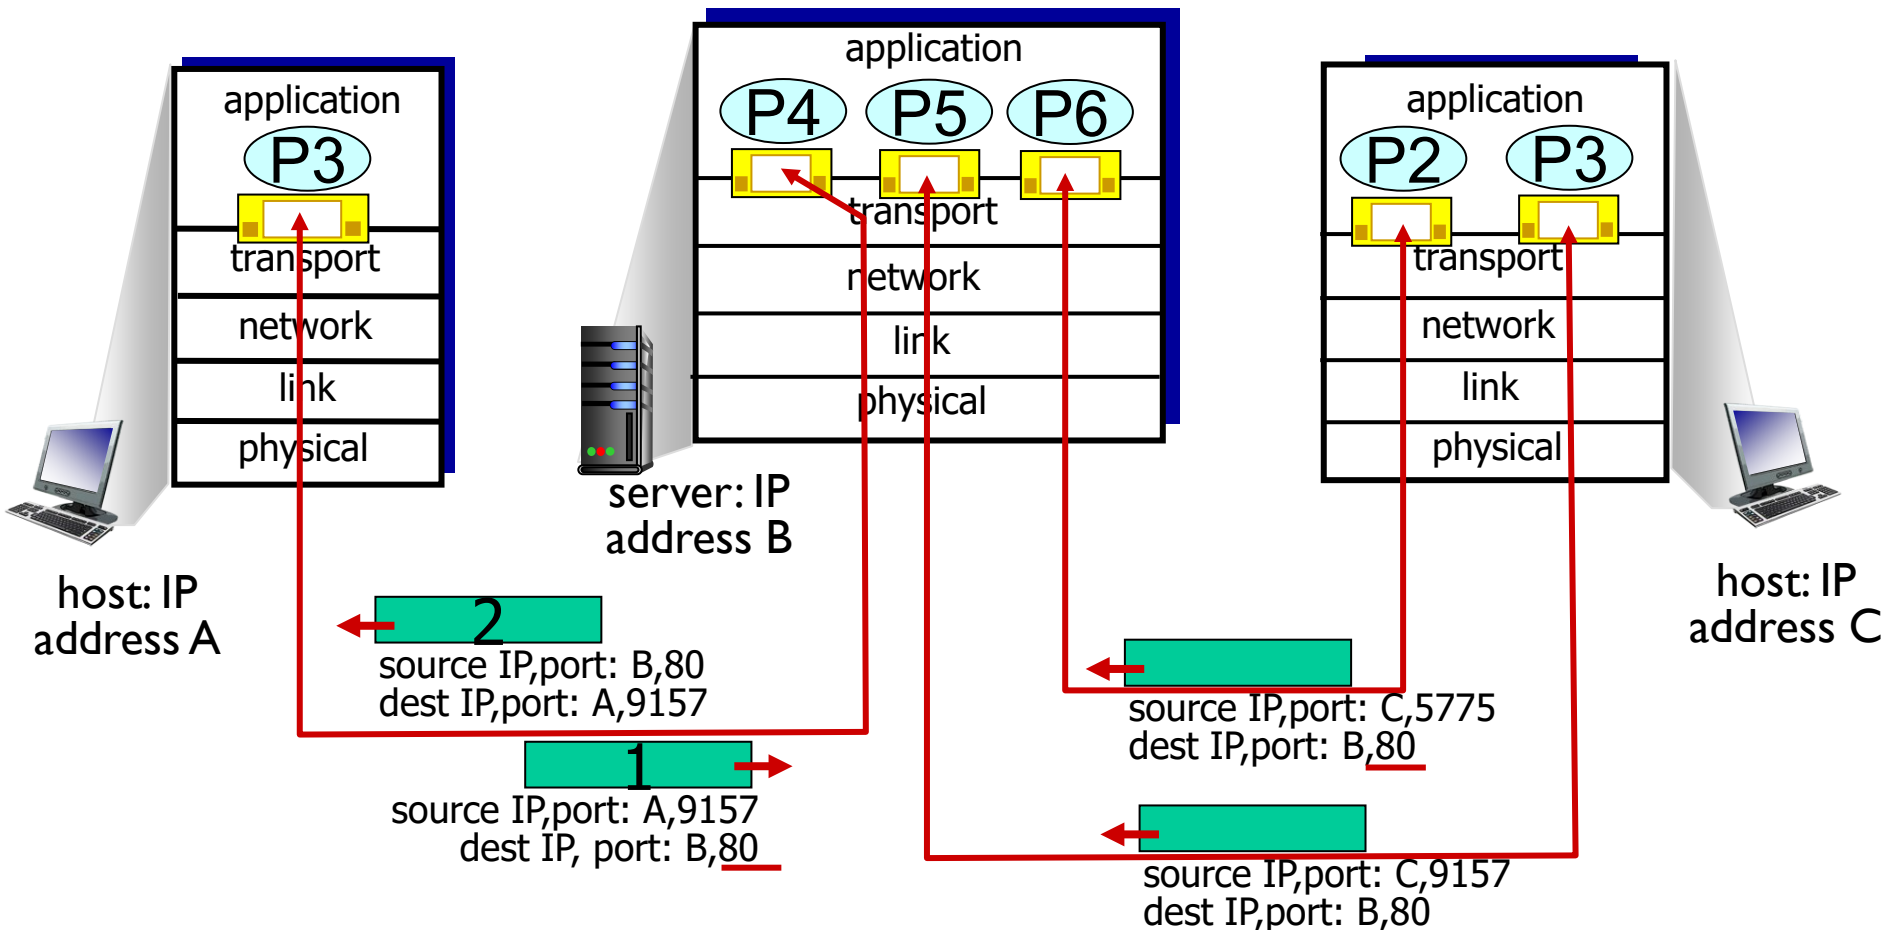 application
P3
transport
network
link
physical
host: IP
address A
application
P4 P5 P6
transport
network
link
physical
server: IP
address B
application
P2 P3
transport
network
link
physical
host: IP
address C
2
source IP,port: B,80
dest IP,port: A,9157
1
source IP,port: A,9157
dest IP, port: B,80
source IP,port: C,5775
dest IP,port: B,80
source IP,port: C,9157
dest IP,port: B,80